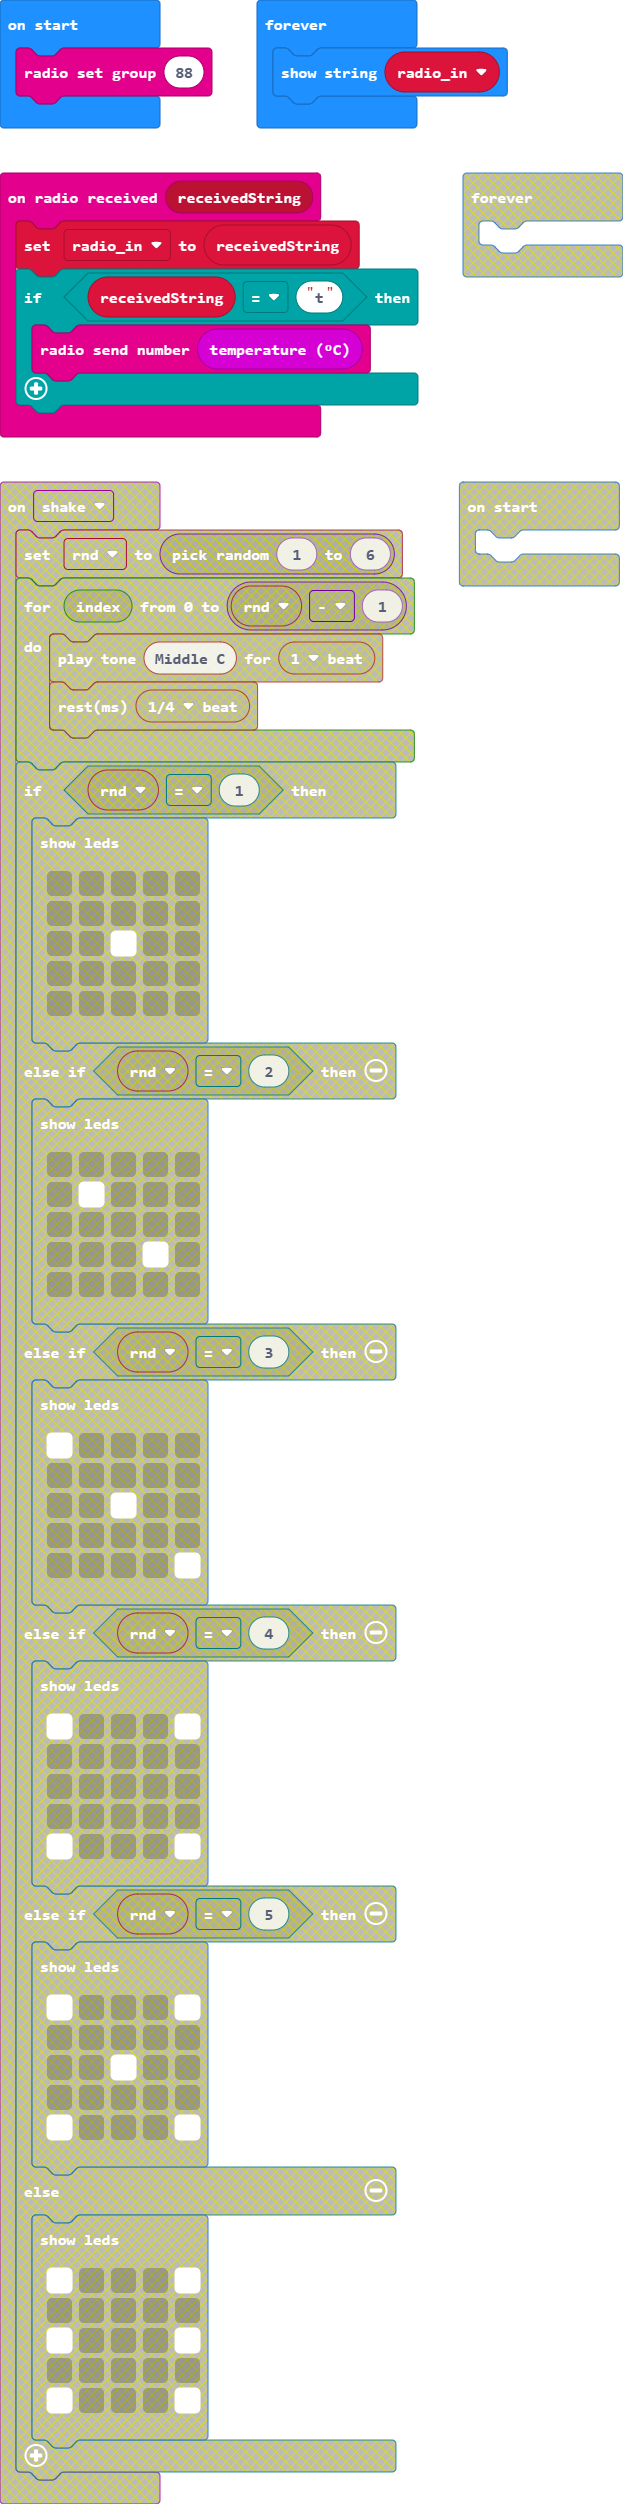 on start
radio set group 88
forever
show string radio_in
on radio received receivedString
set radio_in to receivedString
if receivedString = "t" then
radio send number temperature (ºC)
forever
on shake
set rnd to pick random 1 to 6
for index from 0 to rnd - 1
do
play tone Middle C for 1 beat
rest(ms) 1/4 beat
if rnd = 1 then
show leds
else if rnd = 2 then
show leds
else if rnd = 3 then
show leds
else if rnd = 4 then
show leds
else if rnd = 5 then
show leds
else
show leds
on start